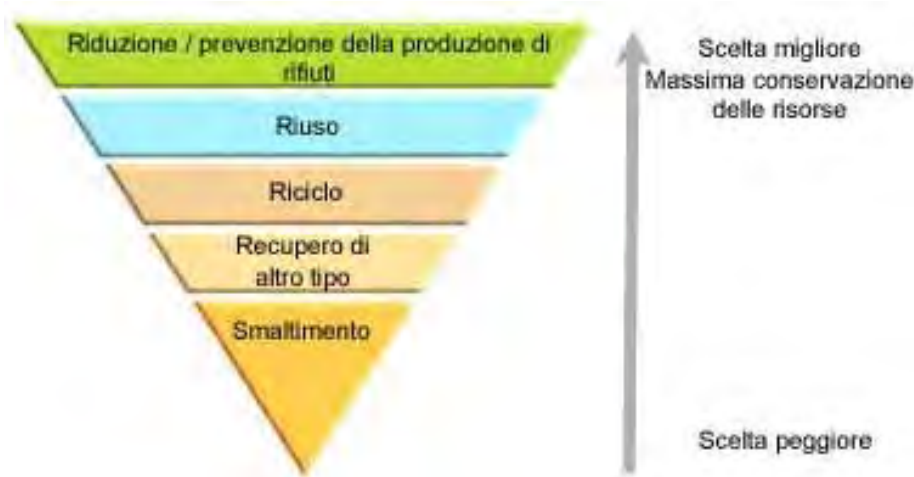 Riduzione / prevenzione della produzione di
rifiuti
Riuso
Riciclo
Recupero di
altro tipo
Smaltimento
Scelta migliore
Massima conservazione
delle risorse
Scelta peggiore